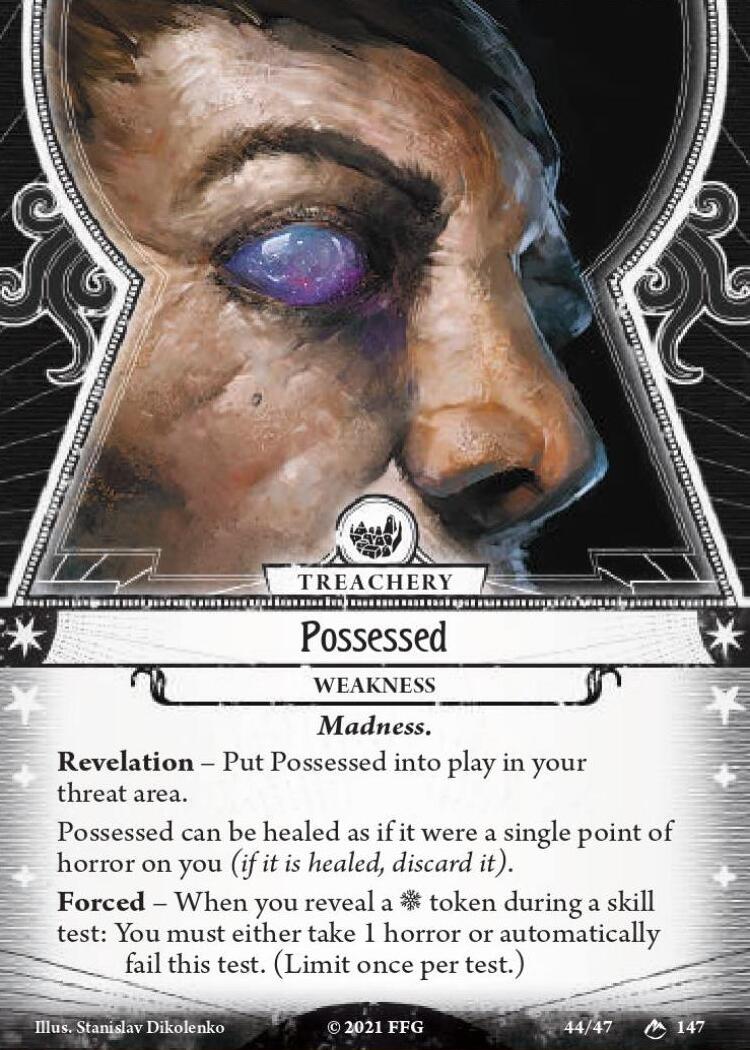 TREACHERY
Possessed
WEAKNESS
Madness.
Revelation – Put Possessed into play in your
threat area.
Possessed can be healed as if it were a single point of
horror on you (if it is healed, discard it).
Forced – When you reveal a token during a skill
test: You must either take 1 horror or automatically
fail this test. (Limit once per test.)
Illus. Stanislav Dikolenko © 2021 FFG 44/47 147